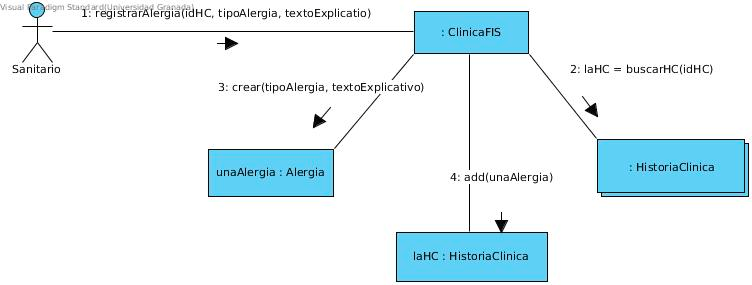 Visual Paradigm Standard(Universidad Granada)
1: registrarAlergia(idHC, tipoAlergia, textoExplicatio)
: ClinicaFIS
Sanitario
2: laHC = buscarHC(idHC)
3: crear(tipoAlergia, textoExplicativo)
unaAlergia : Alergia
: HistoriaClinica
4: add(unaAlergia)
laHC : HistoriaClinica